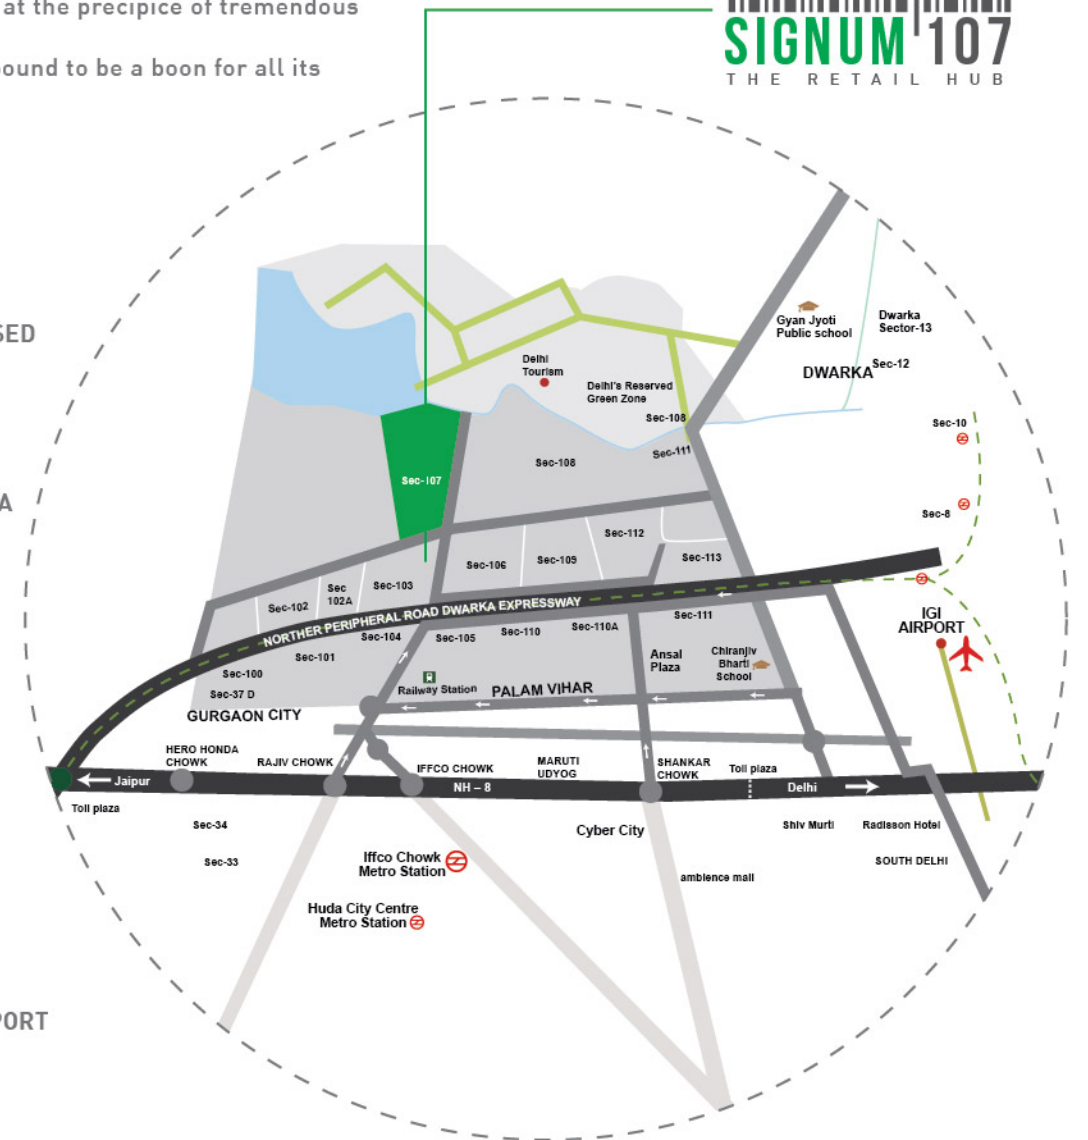 at the precipice of tremendous
bound to be a boon for all its
SIGNUM 107
THE RETAIL HUB
Gyan Jyoti
Public school
Dwarka
Sector-13
DWARKA
Sec-12
Delhi
Tourism
Delhi's Reserved
Green Zone
Sec-108
Sec-10
Sec-111
Sec-108
Sec-107
Sec-8
Sec-112
Sec-106
Sec-109
Sec-113
Sec
102A
Sec-103
Sec-102
NORTHER PERIPHERAL ROAD DWARKA EXPRESSWAY
Sec-104
Sec-105
Sec-110
Sec-110A
Sec-111
IGI
AIRPORT
Sec-101
Sec-100
Sec-37 D
Ansal
Plaza
Chiranjiv
Bharti
School
Railway Station
PALAM VIHAR
GURGAON CITY
HERO HONDA
CHOWK
RAJIV CHOWK
IFFCO CHOWK
MARUTI
UDYOG
SHANKAR
CHOWK
Toll plaza
Jaipur
NH – 8
Delhi
Toll plaza
Sec-34
Cyber City
Shiv Murti
Radisson Hotel
Sec-33
Iffco Chowk
Metro Station
SOUTH DELHI
ambience mall
Huda City Centre
Metro Station
SED
A
PORT